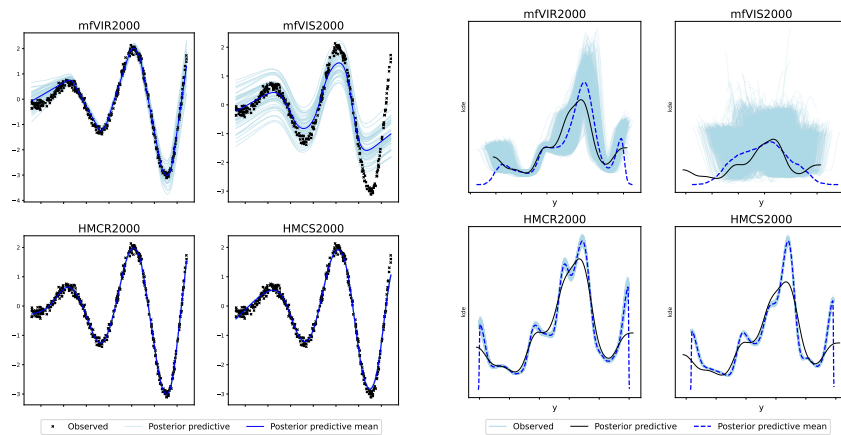 mfVIR2000
mfVIS2000
2
1
0
−1
−2
−3
−4
2
1
0
−1
−2
−3
HMCR2000
HMCS2000
2
1
0
−1
−2
−3
2
1
0
−1
−2
−3
Observed Posterior predictive Posterior predictive mean
mfVIR2000
mfVIS2000
kde
kde
y
y
HMCR2000
HMCS2000
kde
kde
y
y
Observed Posterior predictive Posterior predictive mean